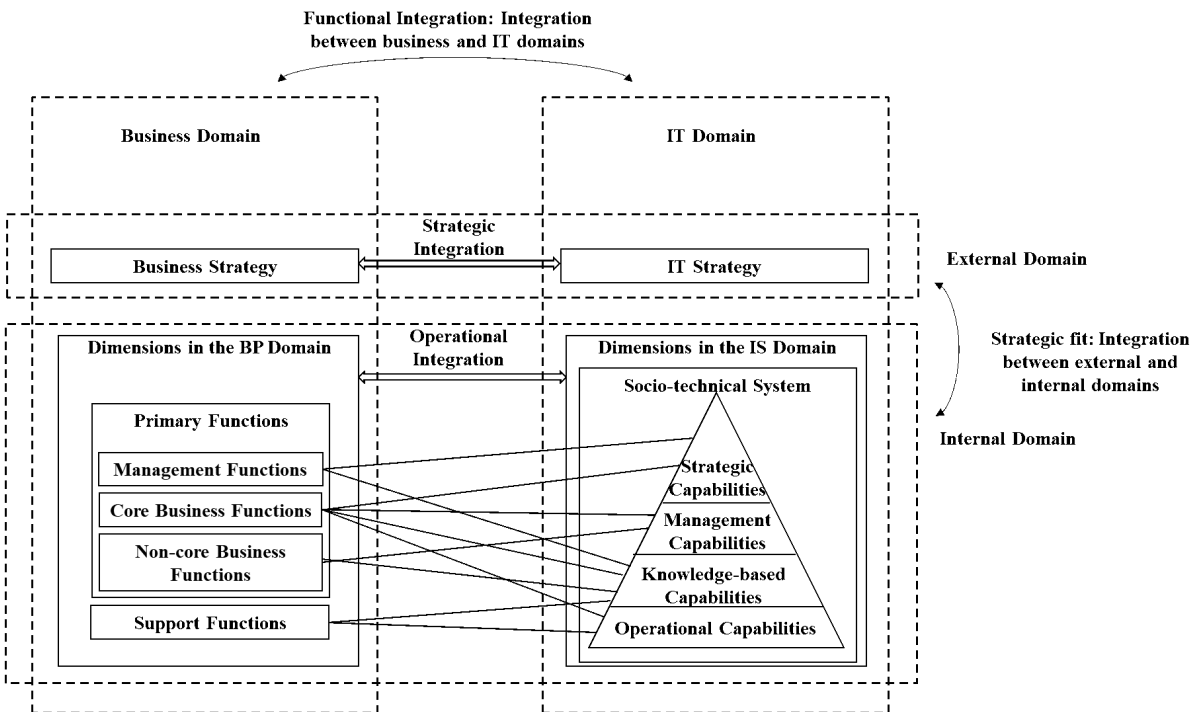 Functional Integration: Integration
between business and IT domains
Business Domain
IT Domain
Strategic
Integration
Business Strategy
IT Strategy
External Domain
Strategic fit: Integration
between external and
internal domains
Internal Domain
Operational
Integration
Dimensions in the BP Domain
Dimensions in the IS Domain
Socio-technical System
Primary Functions
Management Functions
Core Business Functions
Non-core Business
Functions
Support Functions
Strategic
Capabilities
Management
Capabilities
Knowledge-based
Capabilities
Operational Capabilities